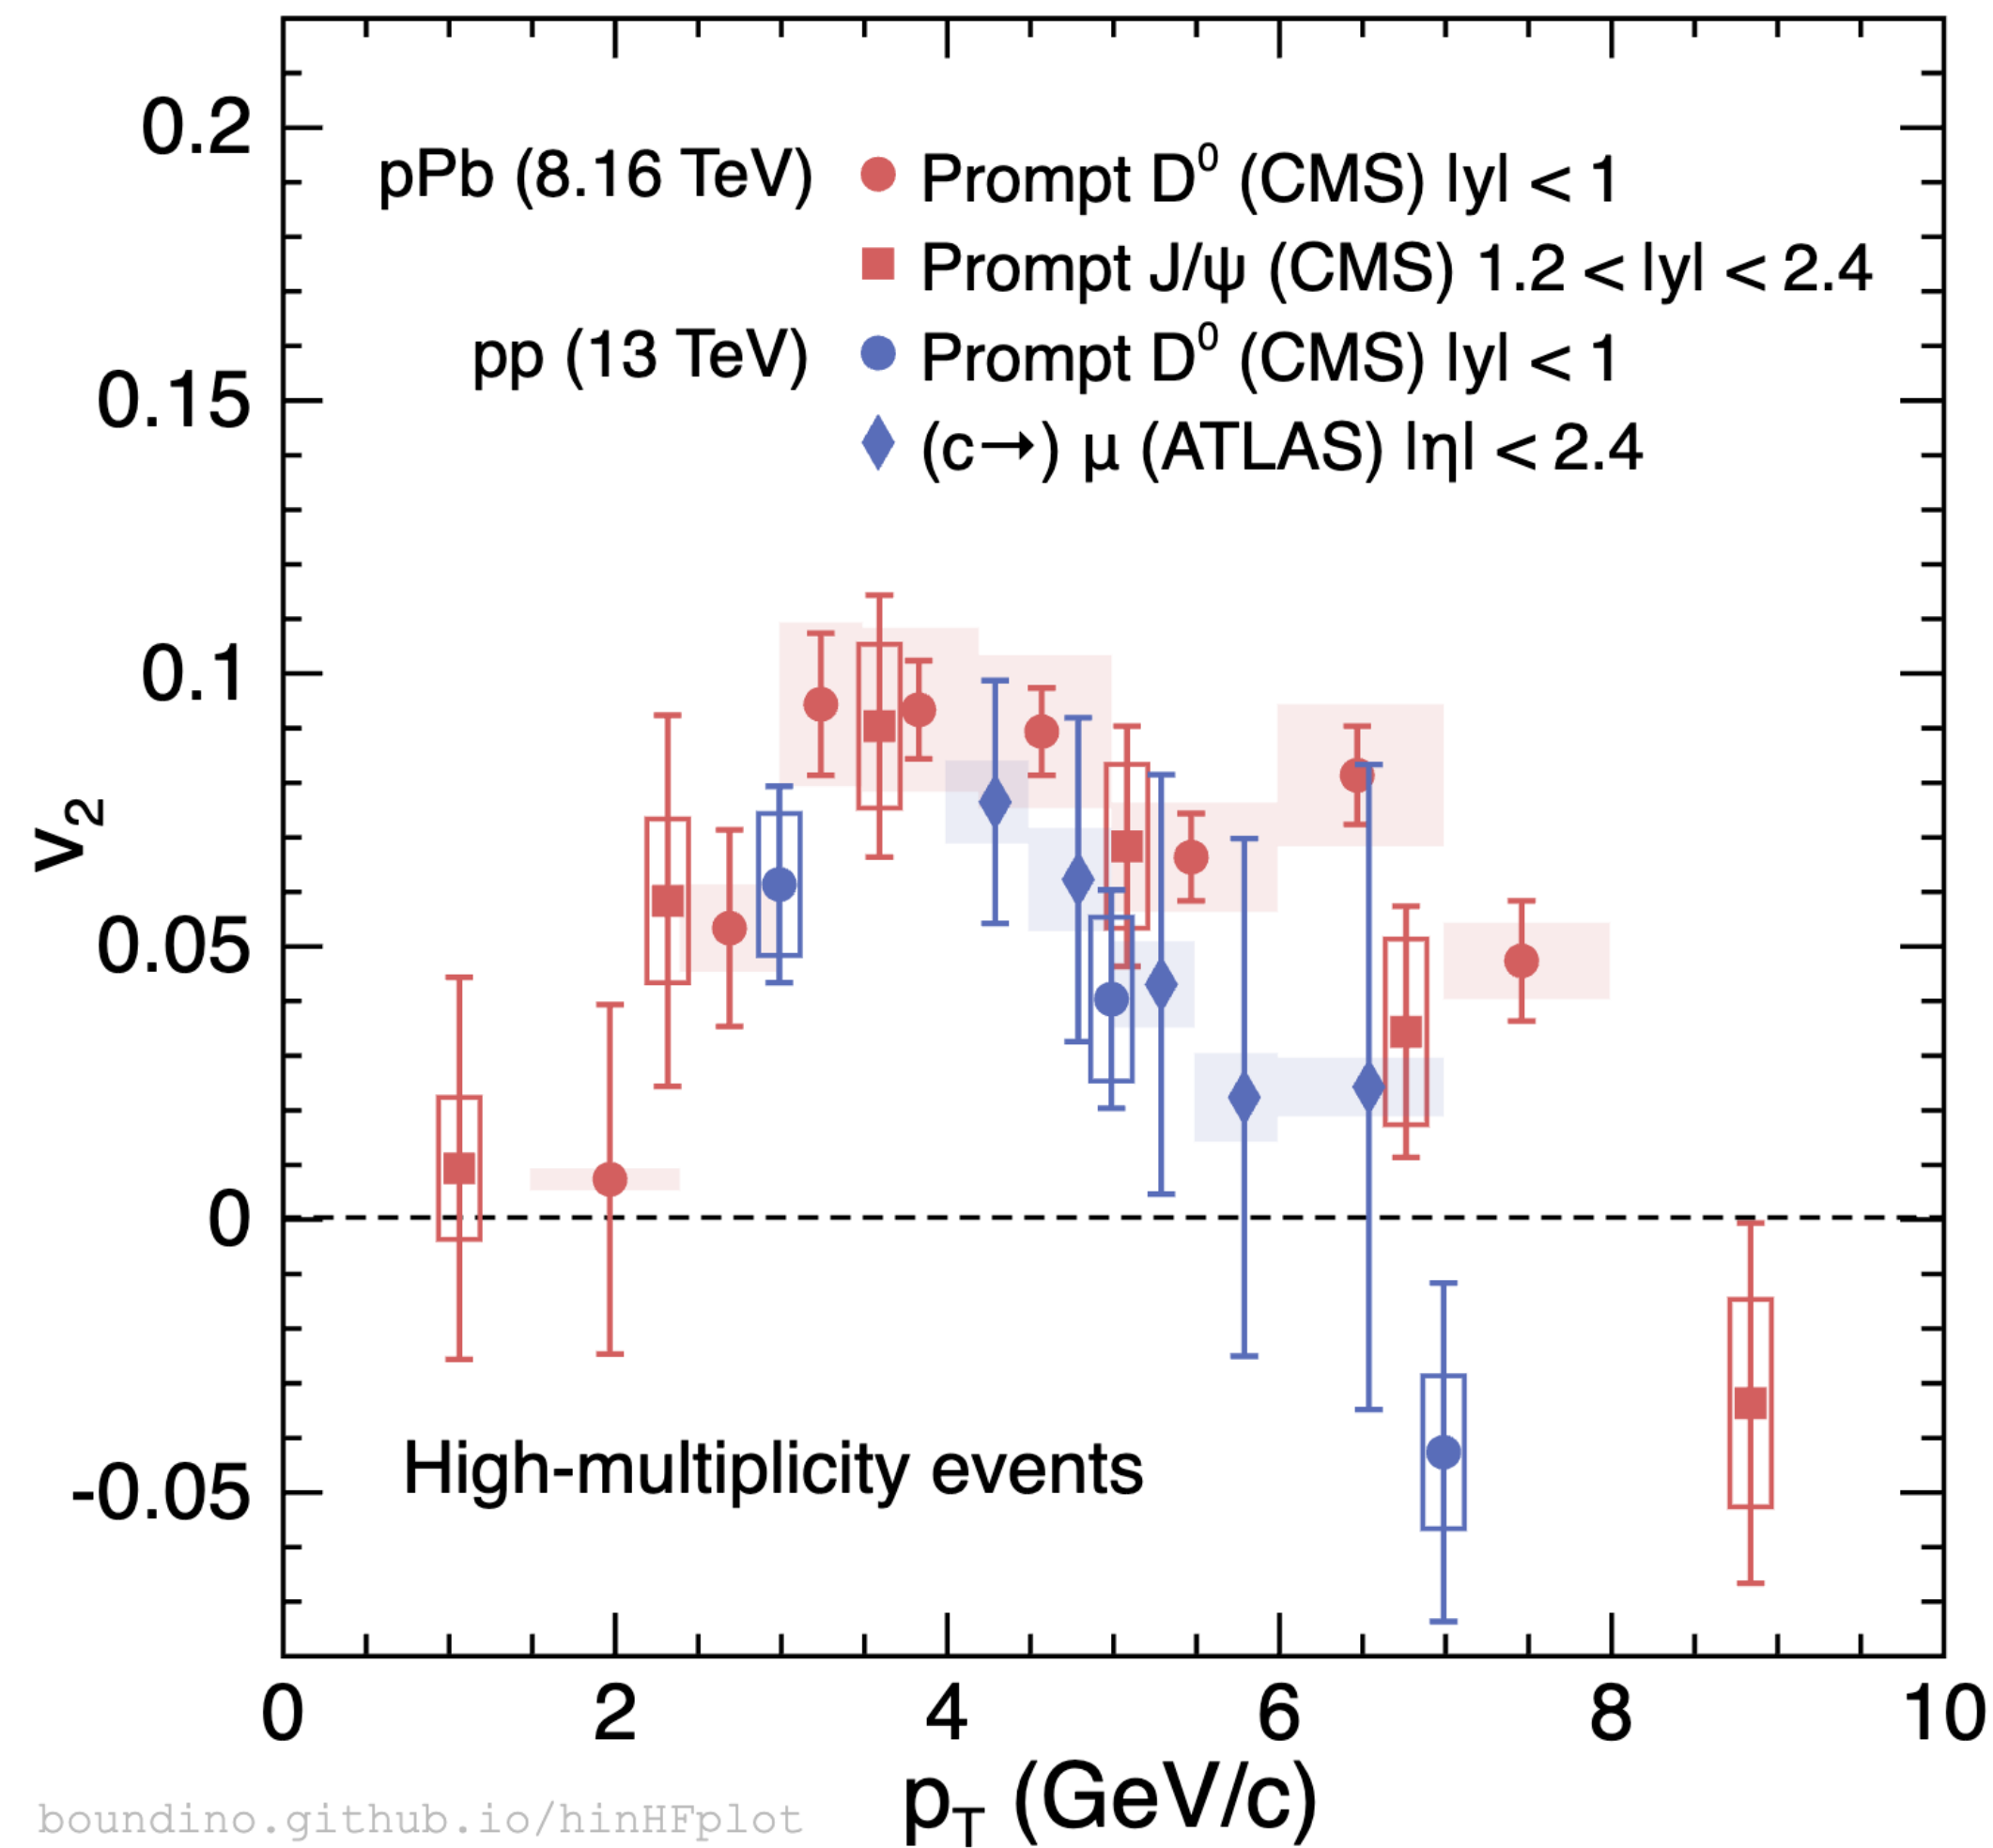 0.2
0.15
0.1
0.05
0
-0.05
v₂
pPb (8.16 TeV) Prompt D⁰ (CMS) |y| < 1
Prompt J/ψ (CMS) 1.2 < |y| < 2.4
pp (13 TeV) Prompt D⁰ (CMS) |y| < 1
(c→) μ (ATLAS) |η| < 2.4
High-multiplicity events
0 2 4 6 8 10
p_T (GeV/c)
boundino.github.io/hinHFplot